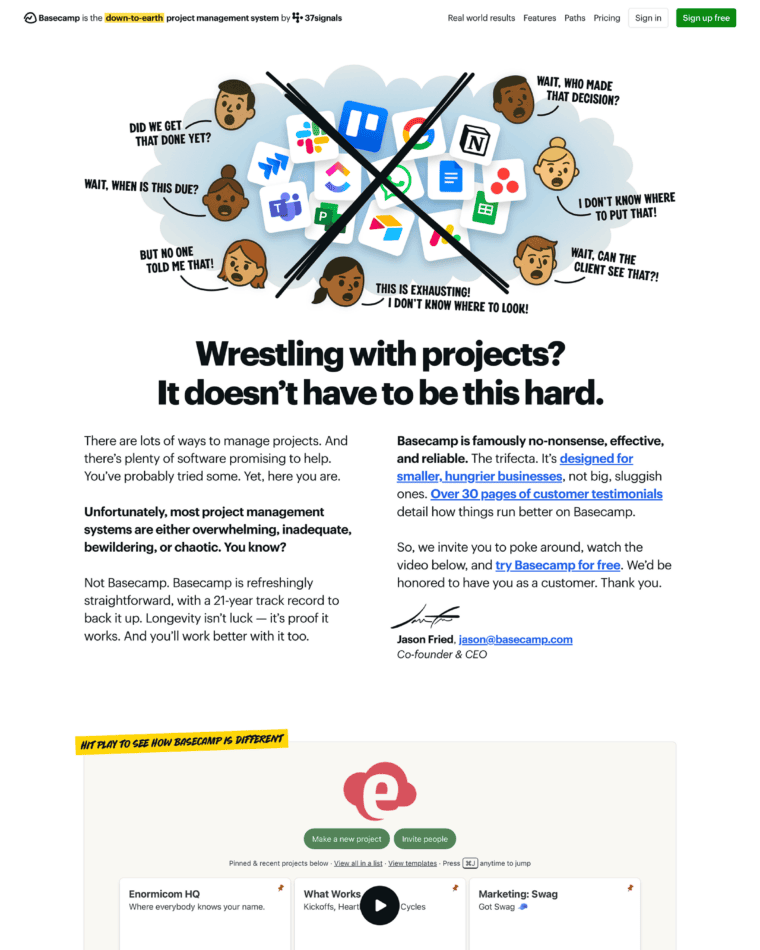 Basecamp is the down-to-earth project management system by 37signals
Real world results Features Paths Pricing Sign in Sign up free
WAIT, WHO MADE
THAT DECISION?
DID WE GET
THAT DONE YET?
WAIT, WHEN IS THIS DUE?
I DON'T KNOW WHERE
TO PUT THAT!
BUT NO ONE
TOLD ME THAT!
WAIT, CAN THE
CLIENT SEE THAT?!
THIS IS EXHAUSTING!
I DON'T KNOW WHERE TO LOOK!
Wrestling with projects?
It doesn't have to be this hard.
There are lots of ways to manage projects. And
there's plenty of software promising to help.
You've probably tried some. Yet, here you are.
Unfortunately, most project management
systems are either overwhelming, inadequate,
bewildering, or chaotic. You know?
Not Basecamp. Basecamp is refreshingly
straightforward, with a 21-year track record to
back it up. Longevity isn't luck — it's proof it
works. And you'll work better with it too.
Basecamp is famously no-nonsense, effective,
and reliable. The trifecta. It's designed for
smaller, hungrier businesses, not big, sluggish
ones. Over 30 pages of customer testimonials
detail how things run better on Basecamp.
So, we invite you to poke around, watch the
video below, and try Basecamp for free. We'd be
honored to have you as a customer. Thank you.
Jason Fried, jason@basecamp.com
Co-founder & CEO
HIT PLAY TO SEE HOW BASECAMP IS DIFFERENT
e
Make a new project Invite people
Pinned & recent projects below · View all in a list · View templates · Press ⌘J anytime to jump
Enormicom HQ
Where everybody knows your name.
What Works
Kickoffs, Heart Cycles
Marketing: Swag
Got Swag 🧢